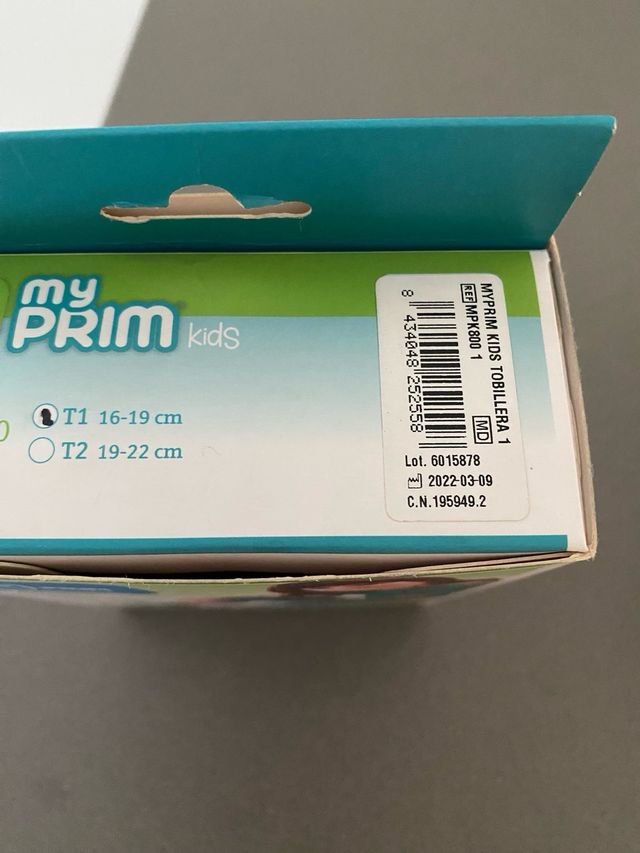 my
PRIM kids
T1 16-19 cm
T2 19-22 cm
MYPRIM KIDS TOBILLERA 1
REF MPK800 1
MD
8 434048 252558
Lot. 6015878
2022-03-09
C.N.195949.2